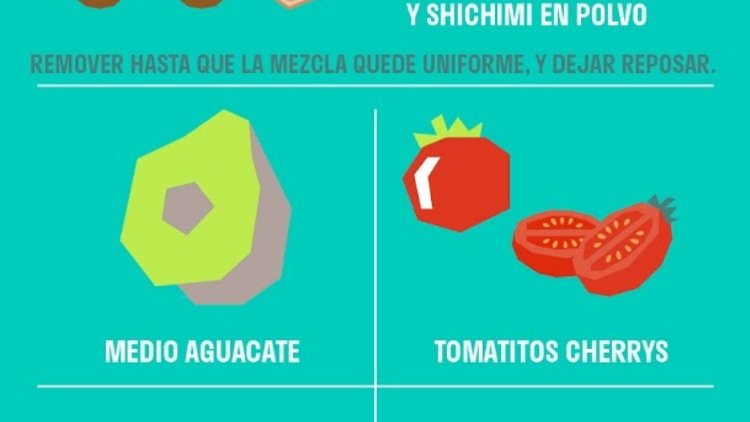 Y SHICHIMI EN POLVO
REMOVER HASTA QUE LA MEZCLA QUEDE UNIFORME, Y DEJAR REPOSAR.
MEDIO AGUACATE
TOMATITOS CHERRYS